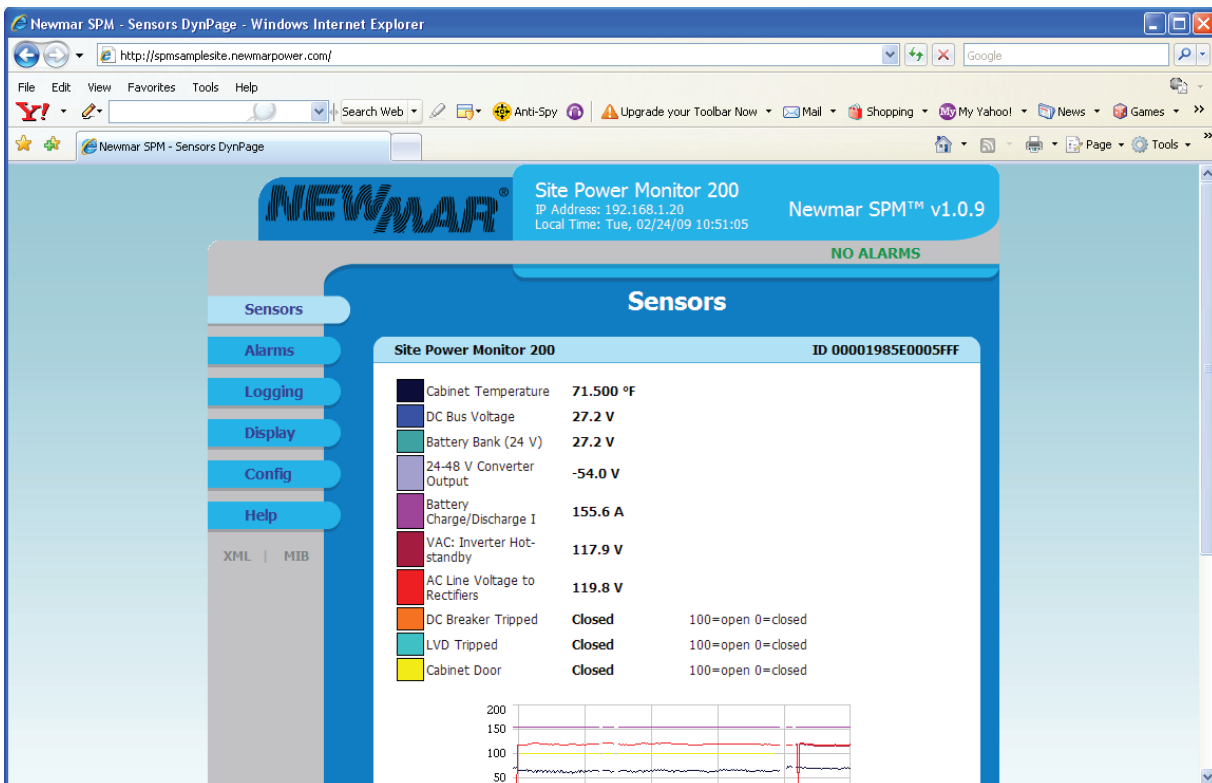 Newmar SPM - Sensors DynPage - Windows Internet Explorer
http://spmsamplesite.newmarpower.com/
Google
File Edit View Favorites Tools Help
Y! Search Web Anti-Spy Upgrade your Toolbar Now Mail Shopping My My Yahoo! News Games >>
Newmar SPM - Sensors DynPage
Page Tools >>
NEWMAR®
Site Power Monitor 200
IP Address: 192.168.1.20
Local Time: Tue, 02/24/09 10:51:05
Newmar SPM™ v1.0.9
NO ALARMS
Sensors
Sensors
Alarms
Logging
Display
Config
Help
XML | MIB
Site Power Monitor 200 ID 00001985E0005FFF
Cabinet Temperature 71.500 °F
DC Bus Voltage 27.2 V
Battery Bank (24 V) 27.2 V
24-48 V Converter
Output -54.0 V
Battery
Charge/Discharge I 155.6 A
VAC: Inverter Hot-
standby 117.9 V
AC Line Voltage to
Rectifiers 119.8 V
DC Breaker Tripped Closed 100=open 0=closed
LVD Tripped Closed 100=open 0=closed
Cabinet Door Closed 100=open 0=closed
200
150
100
50